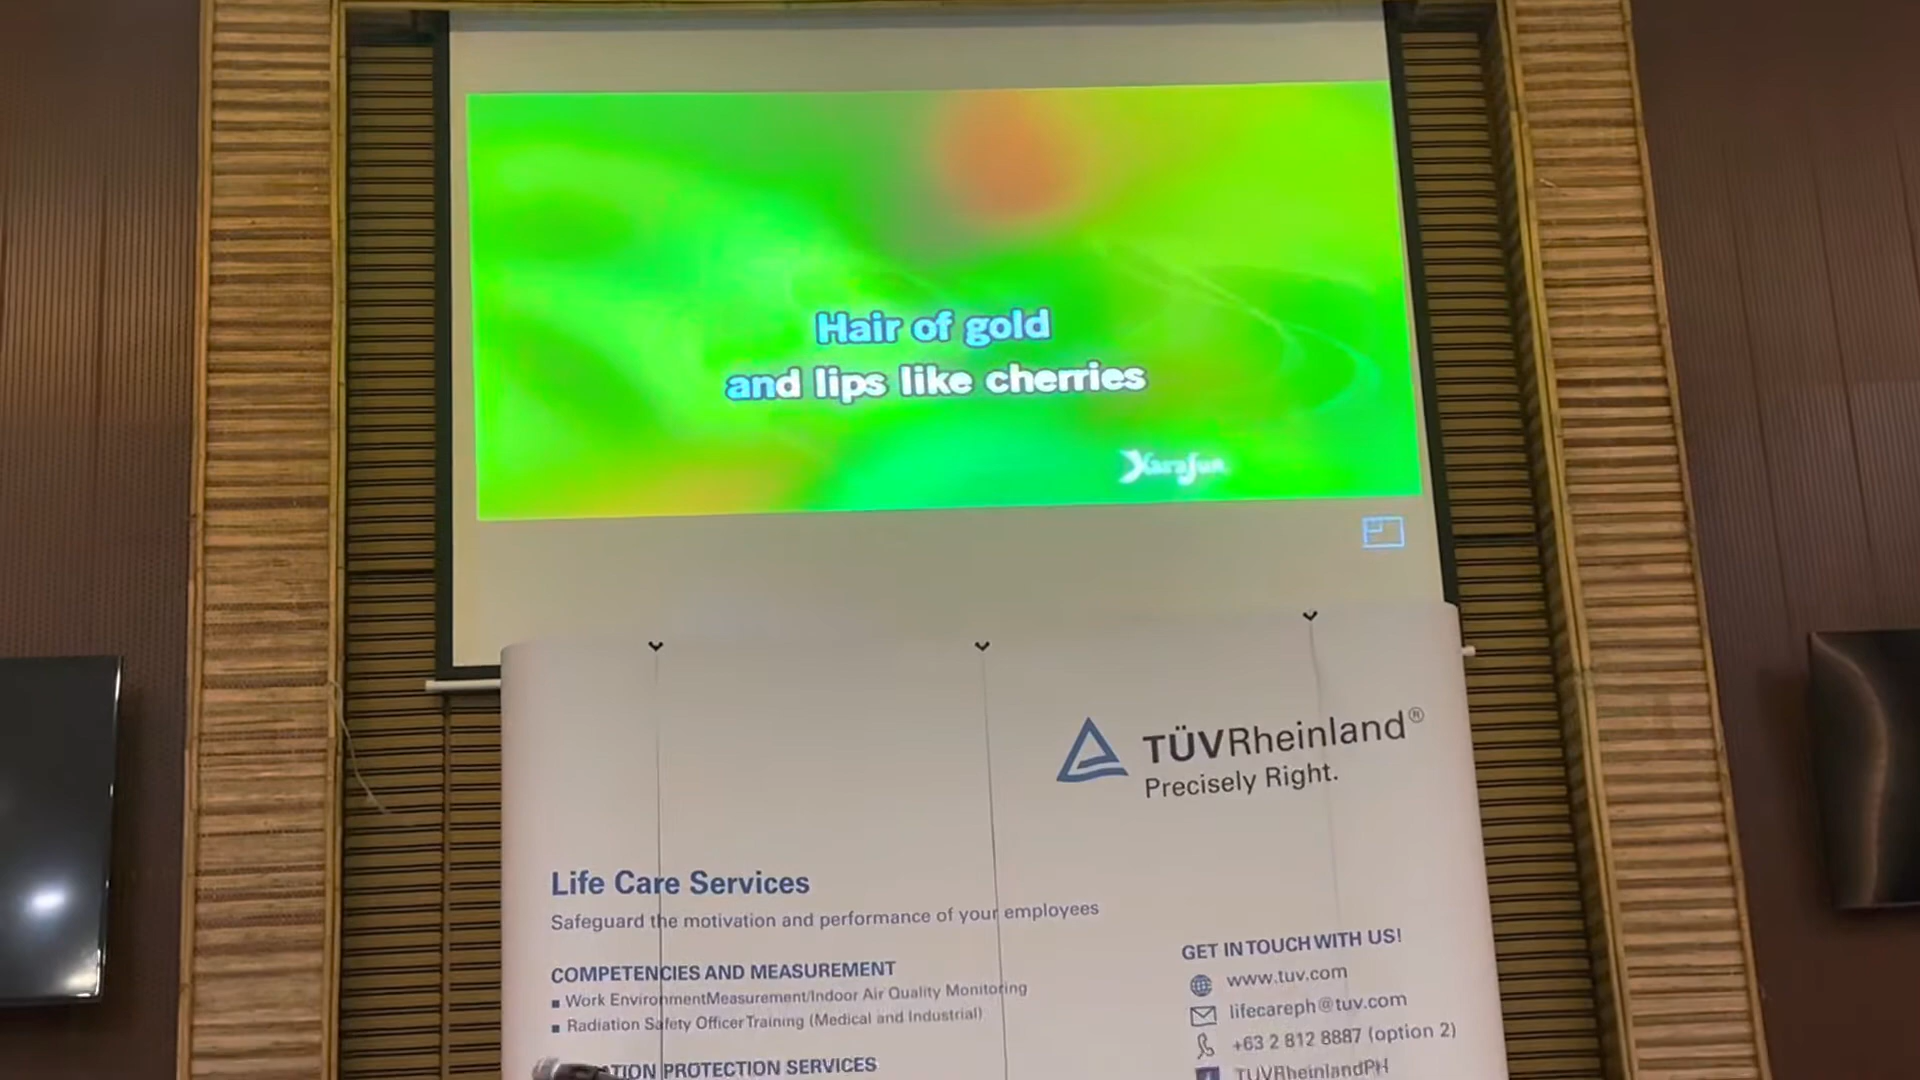 Hair of gold
and lips like cherries
KaraFun
TÜVRheinland®
Precisely Right.
Life Care Services
Safeguard the motivation and performance of your employees
COMPETENCIES AND MEASUREMENT
▪ Work EnvironmentMeasurement/Indoor Air Quality Monitoring
▪ Radiation Safety Officer Training (Medical and Industrial)
PROTECTION SERVICES
GET IN TOUCH WITH US!
www.tuv.com
lifecareph@tuv.com
+63 2 812 8887 (option 2)
TUVRheinlandPH